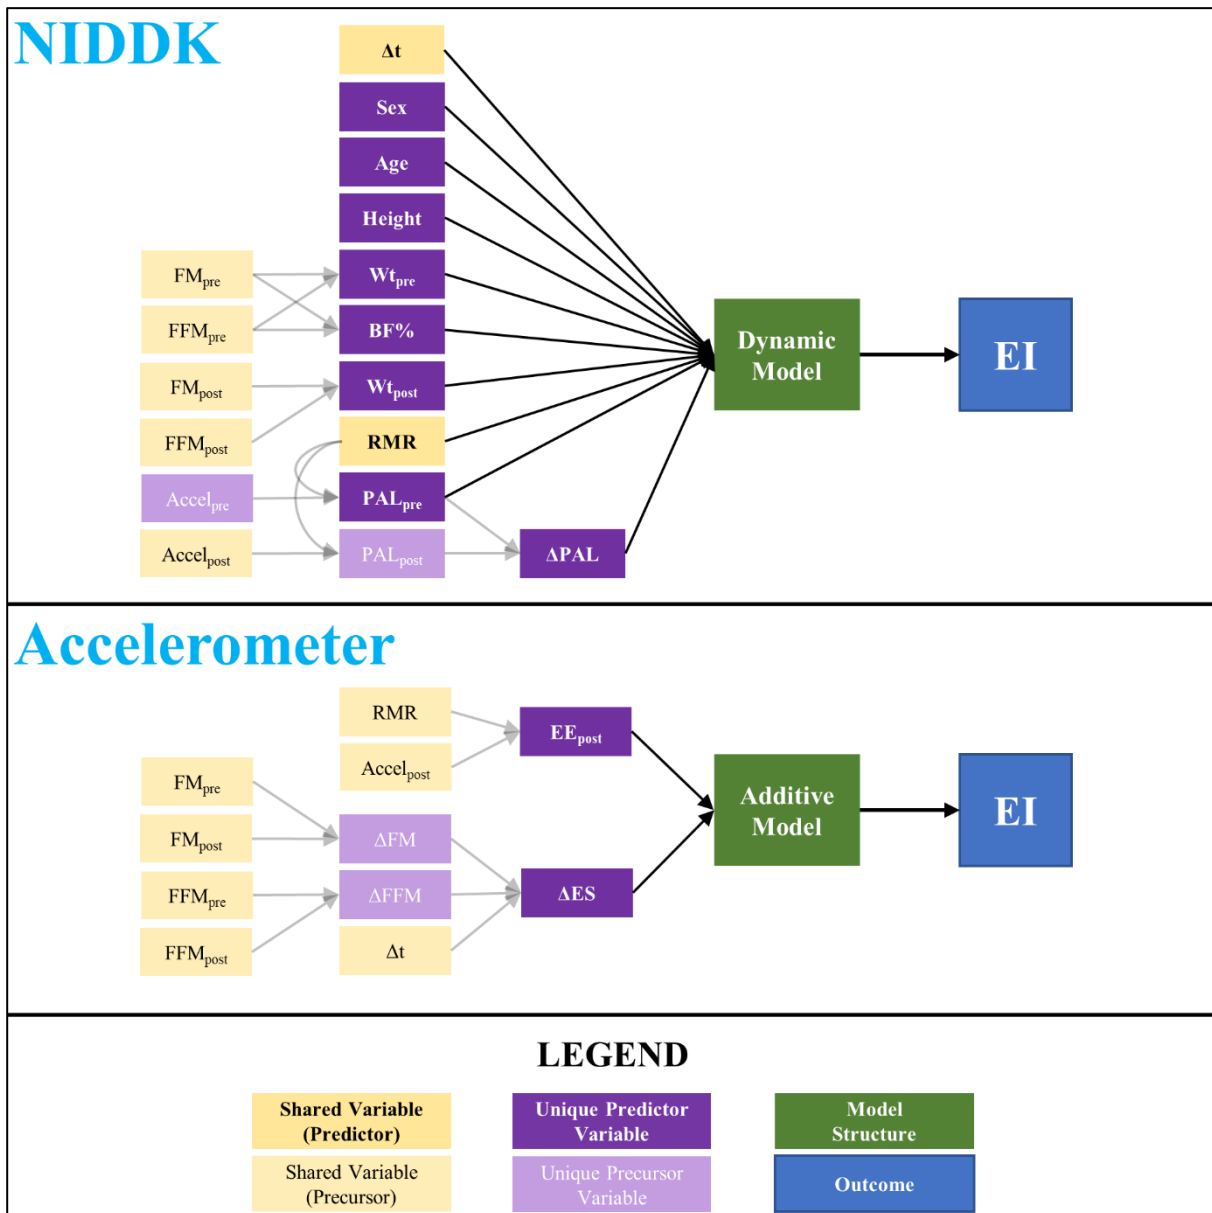 NIDDK
Δt
Sex
Age
Height
FMpre
Wtpre
FFMpre
BF%
Dynamic
Model
EI
FMpost
Wtpost
FFMpost
RMR
Accelpre
PALpre
Accelpost
PALpost
ΔPAL
Accelerometer
RMR
EEpost
Accelpost
FMpre
Additive
Model
EI
FMpost
ΔFM
FFMpre
ΔFFM
ΔES
FFMpost
Δt
LEGEND
Shared Variable
(Predictor)
Unique Predictor
Variable
Model
Structure
Shared Variable
(Precursor)
Unique Precursor
Variable
Outcome